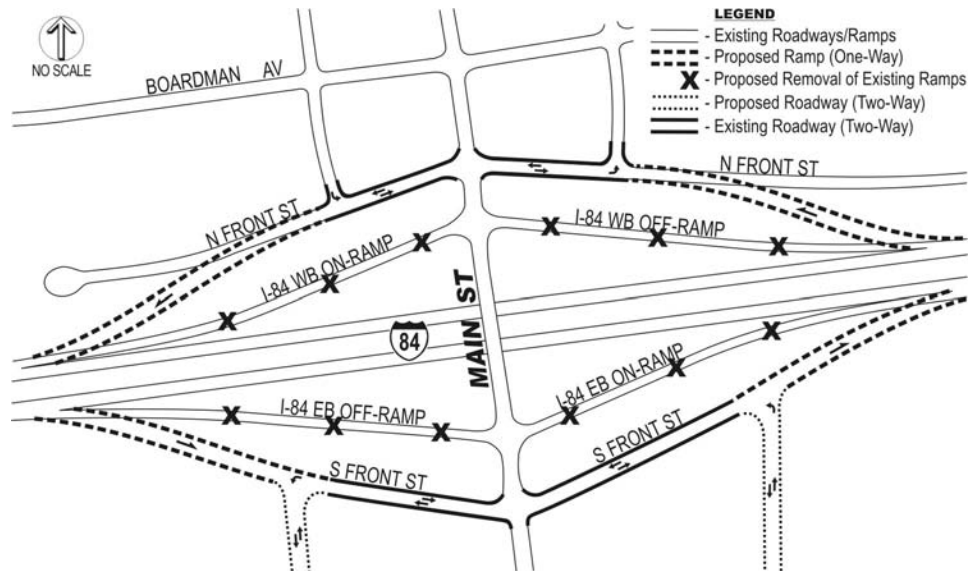 LEGEND
- Existing Roadways/Ramps
- Proposed Ramp (One-Way)
X - Proposed Removal of Existing Ramps
- Proposed Roadway (Two-Way)
- Existing Roadway (Two-Way)
NO SCALE
BOARDMAN AV
N FRONT ST
N FRONT ST
I-84 WB OFF-RAMP
X X X
I-84 WB ON-RAMP
X X X
MAIN ST
84
I-84 EB ON-RAMP
X X X
I-84 EB OFF-RAMP
X X X
S FRONT ST
S FRONT ST